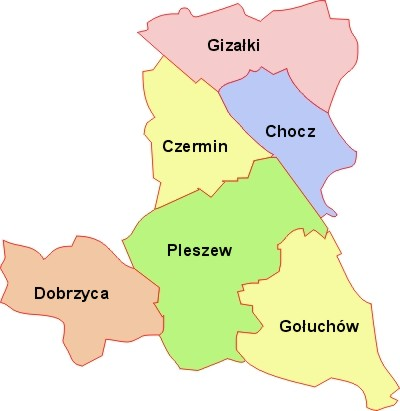 Gizałki
Chocz
Czermin
Pleszew
Dobrzyca
Gołuchów